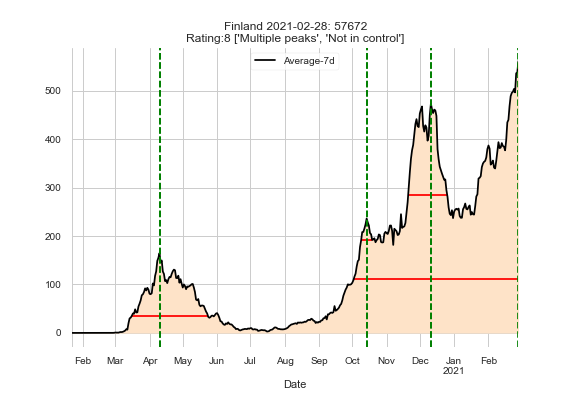 Finland 2021-02-28: 57672
Rating:8 ['Multiple peaks', 'Not in control']
Average-7d
500
400
300
200
100
0
Feb Mar Apr May Jun Jul Aug Sep Oct Nov Dec Jan Feb
2021
Date